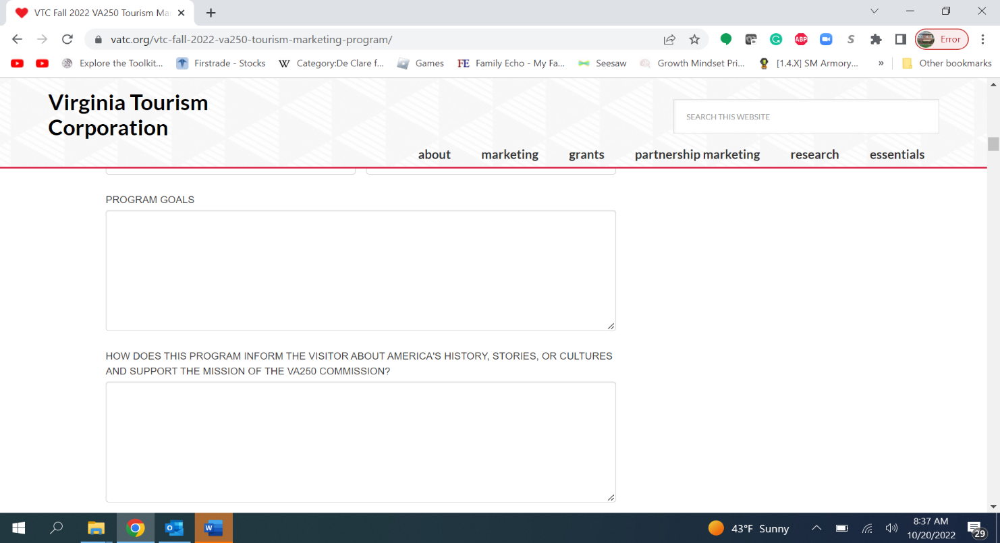 VTC Fall 2022 VA250 Tourism Ma
vatc.org/vtc-fall-2022-va250-tourism-marketing-program/
ABP
S
Error
Explore the Toolkit...
Firstrade - Stocks
W
Category:De Clare f...
Games
FE
Family Echo - My Fa...
Seesaw
Growth Mindset Pri...
[1.4.X] SM Armory...
»
Other bookmarks
Virginia Tourism
Corporation
SEARCH THIS WEBSITE
about
marketing
grants
partnership marketing
research
essentials
PROGRAM GOALS
HOW DOES THIS PROGRAM INFORM THE VISITOR ABOUT AMERICA'S HISTORY, STORIES, OR CULTURES
AND SUPPORT THE MISSION OF THE VA250 COMMISSION?
O
W
43°F Sunny
8:37 AM
10/20/2022
29